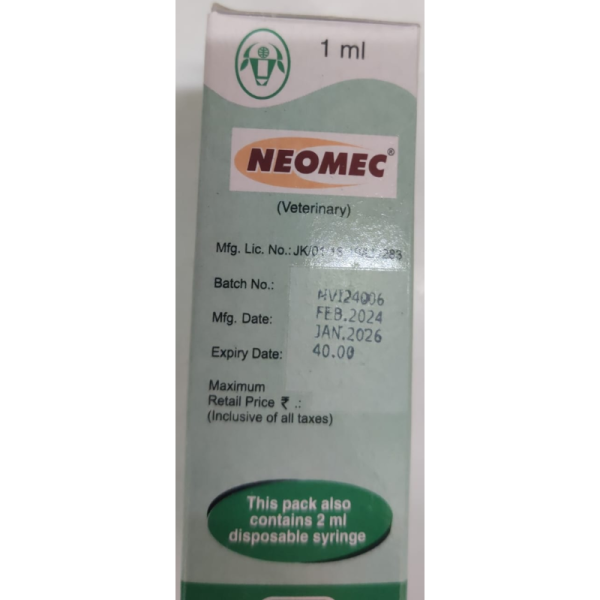 1 ml
NEOMEC®
(Veterinary)
Mfg. Lic. No.: JK/01
Batch No.:
NVI24006
Mfg. Date:
FEB.2024
JAN.2026
Expiry Date:
40.00
Maximum
Retail Price ₹ .:
(Inclusive of all taxes)
This pack also
contains 2 ml
disposable syringe